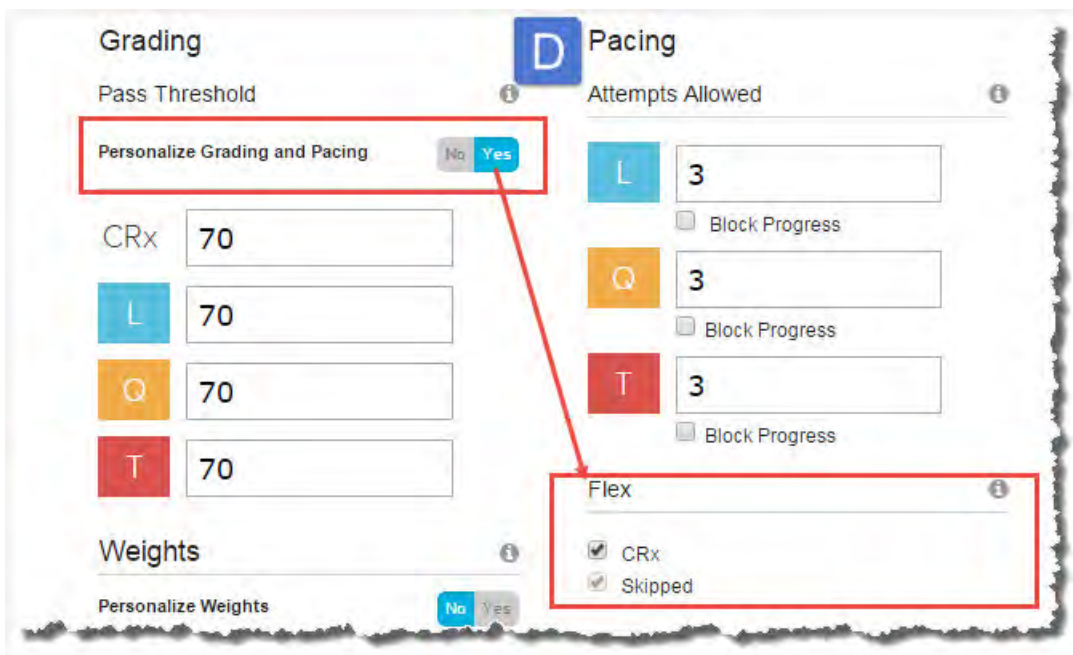 Grading
Pass Threshold
Personalize Grading and Pacing No Yes
CRx 70
L 70
Q 70
T 70
Weights
Personalize Weights No Yes
D
Pacing
Attempts Allowed
L 3
Block Progress
Q 3
Block Progress
T 3
Block Progress
Flex
CRx
Skipped